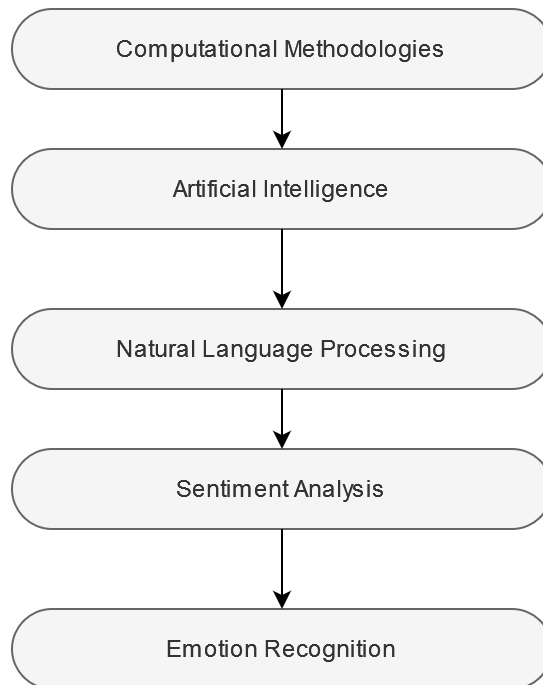 Computational Methodologies
Artificial Intelligence
Natural Language Processing
Sentiment Analysis
Emotion Recognition